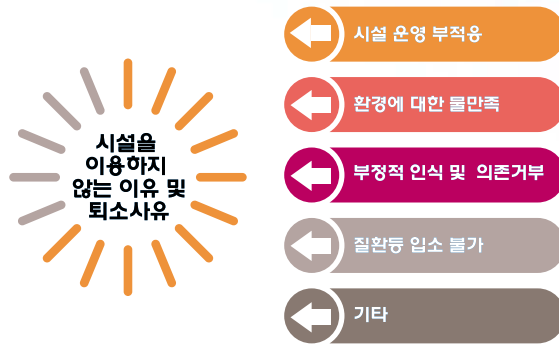 시설을
이용하지
않는 이유 및
퇴소사유
시설 운영 부적응
환경에 대한 불만족
부정적 인식 및 의존거부
질환등 입소 불가
기타